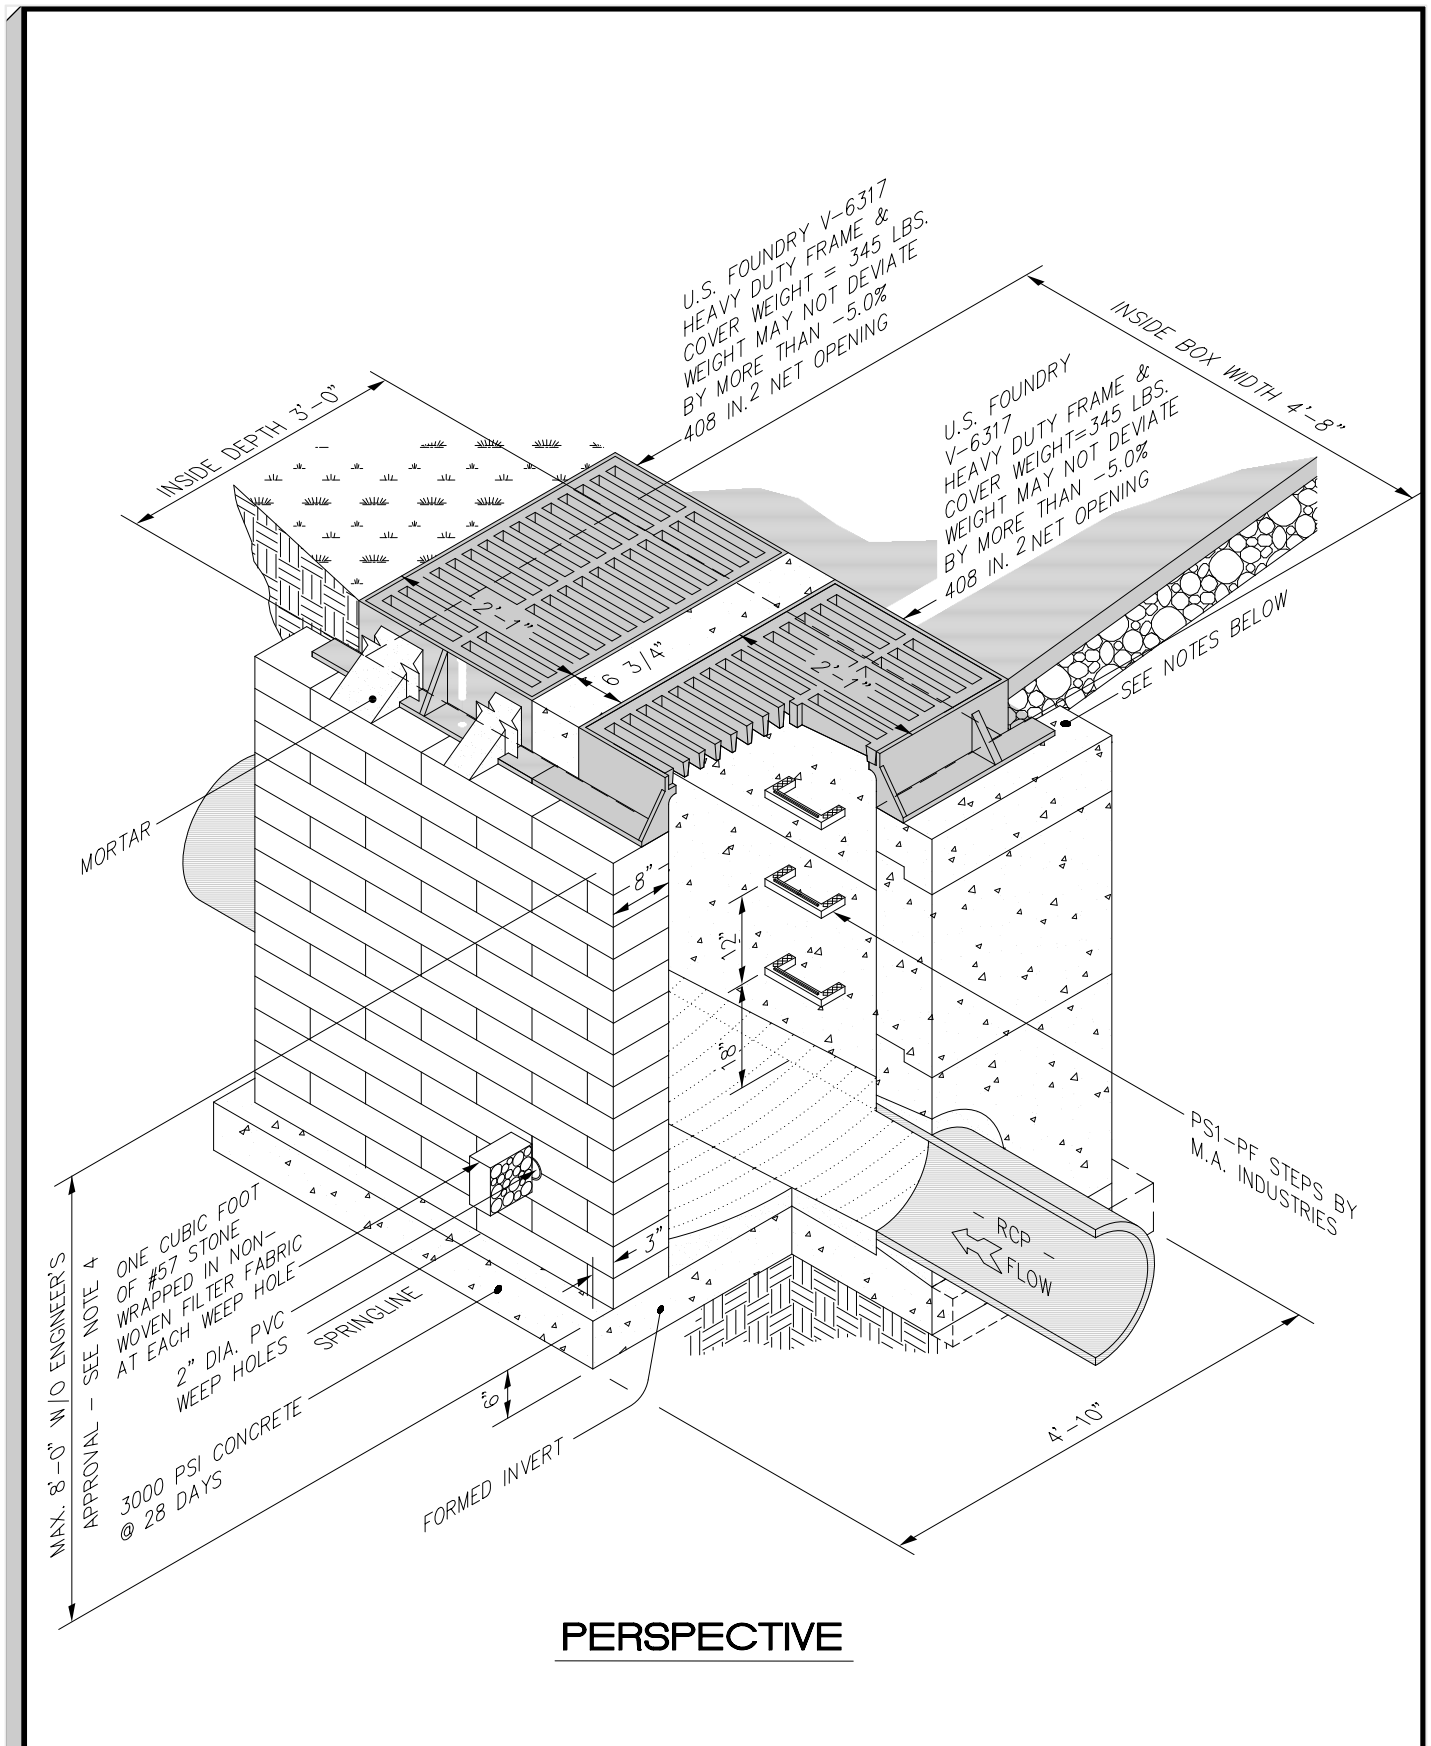 U.S. FOUNDRY V-6317
HEAVY DUTY FRAME &
COVER WEIGHT = 345 LBS.
WEIGHT MAY NOT DEVIATE
BY MORE THAN -5.0%
408 IN.2 NET OPENING
INSIDE BOX WIDTH 4'-8"
INSIDE DEPTH 3'-0"
U.S. FOUNDRY
V-6317
HEAVY DUTY FRAME &
COVER WEIGHT=345 LBS.
WEIGHT MAY NOT DEVIATE
BY MORE THAN -5.0%
408 IN.2 NET OPENING
2'-1"
6 3/4"
2'-1"
SEE NOTES BELOW
MORTAR
8"
12"
18"
PS1-PF STEPS BY
M.A. INDUSTRIES
RCP
FLOW
3"
MAX. 8'-0" W/O ENGINEER'S
APPROVAL - SEE NOTE 4
ONE CUBIC FOOT
OF #57 STONE
WRAPPED IN NON-
WOVEN FILTER FABRIC
AT EACH WEEP HOLE
2" DIA. PVC
WEEP HOLES
SPRINGLINE
3000 PSI CONCRETE
@ 28 DAYS
6"
FORMED INVERT
4'-10"
PERSPECTIVE